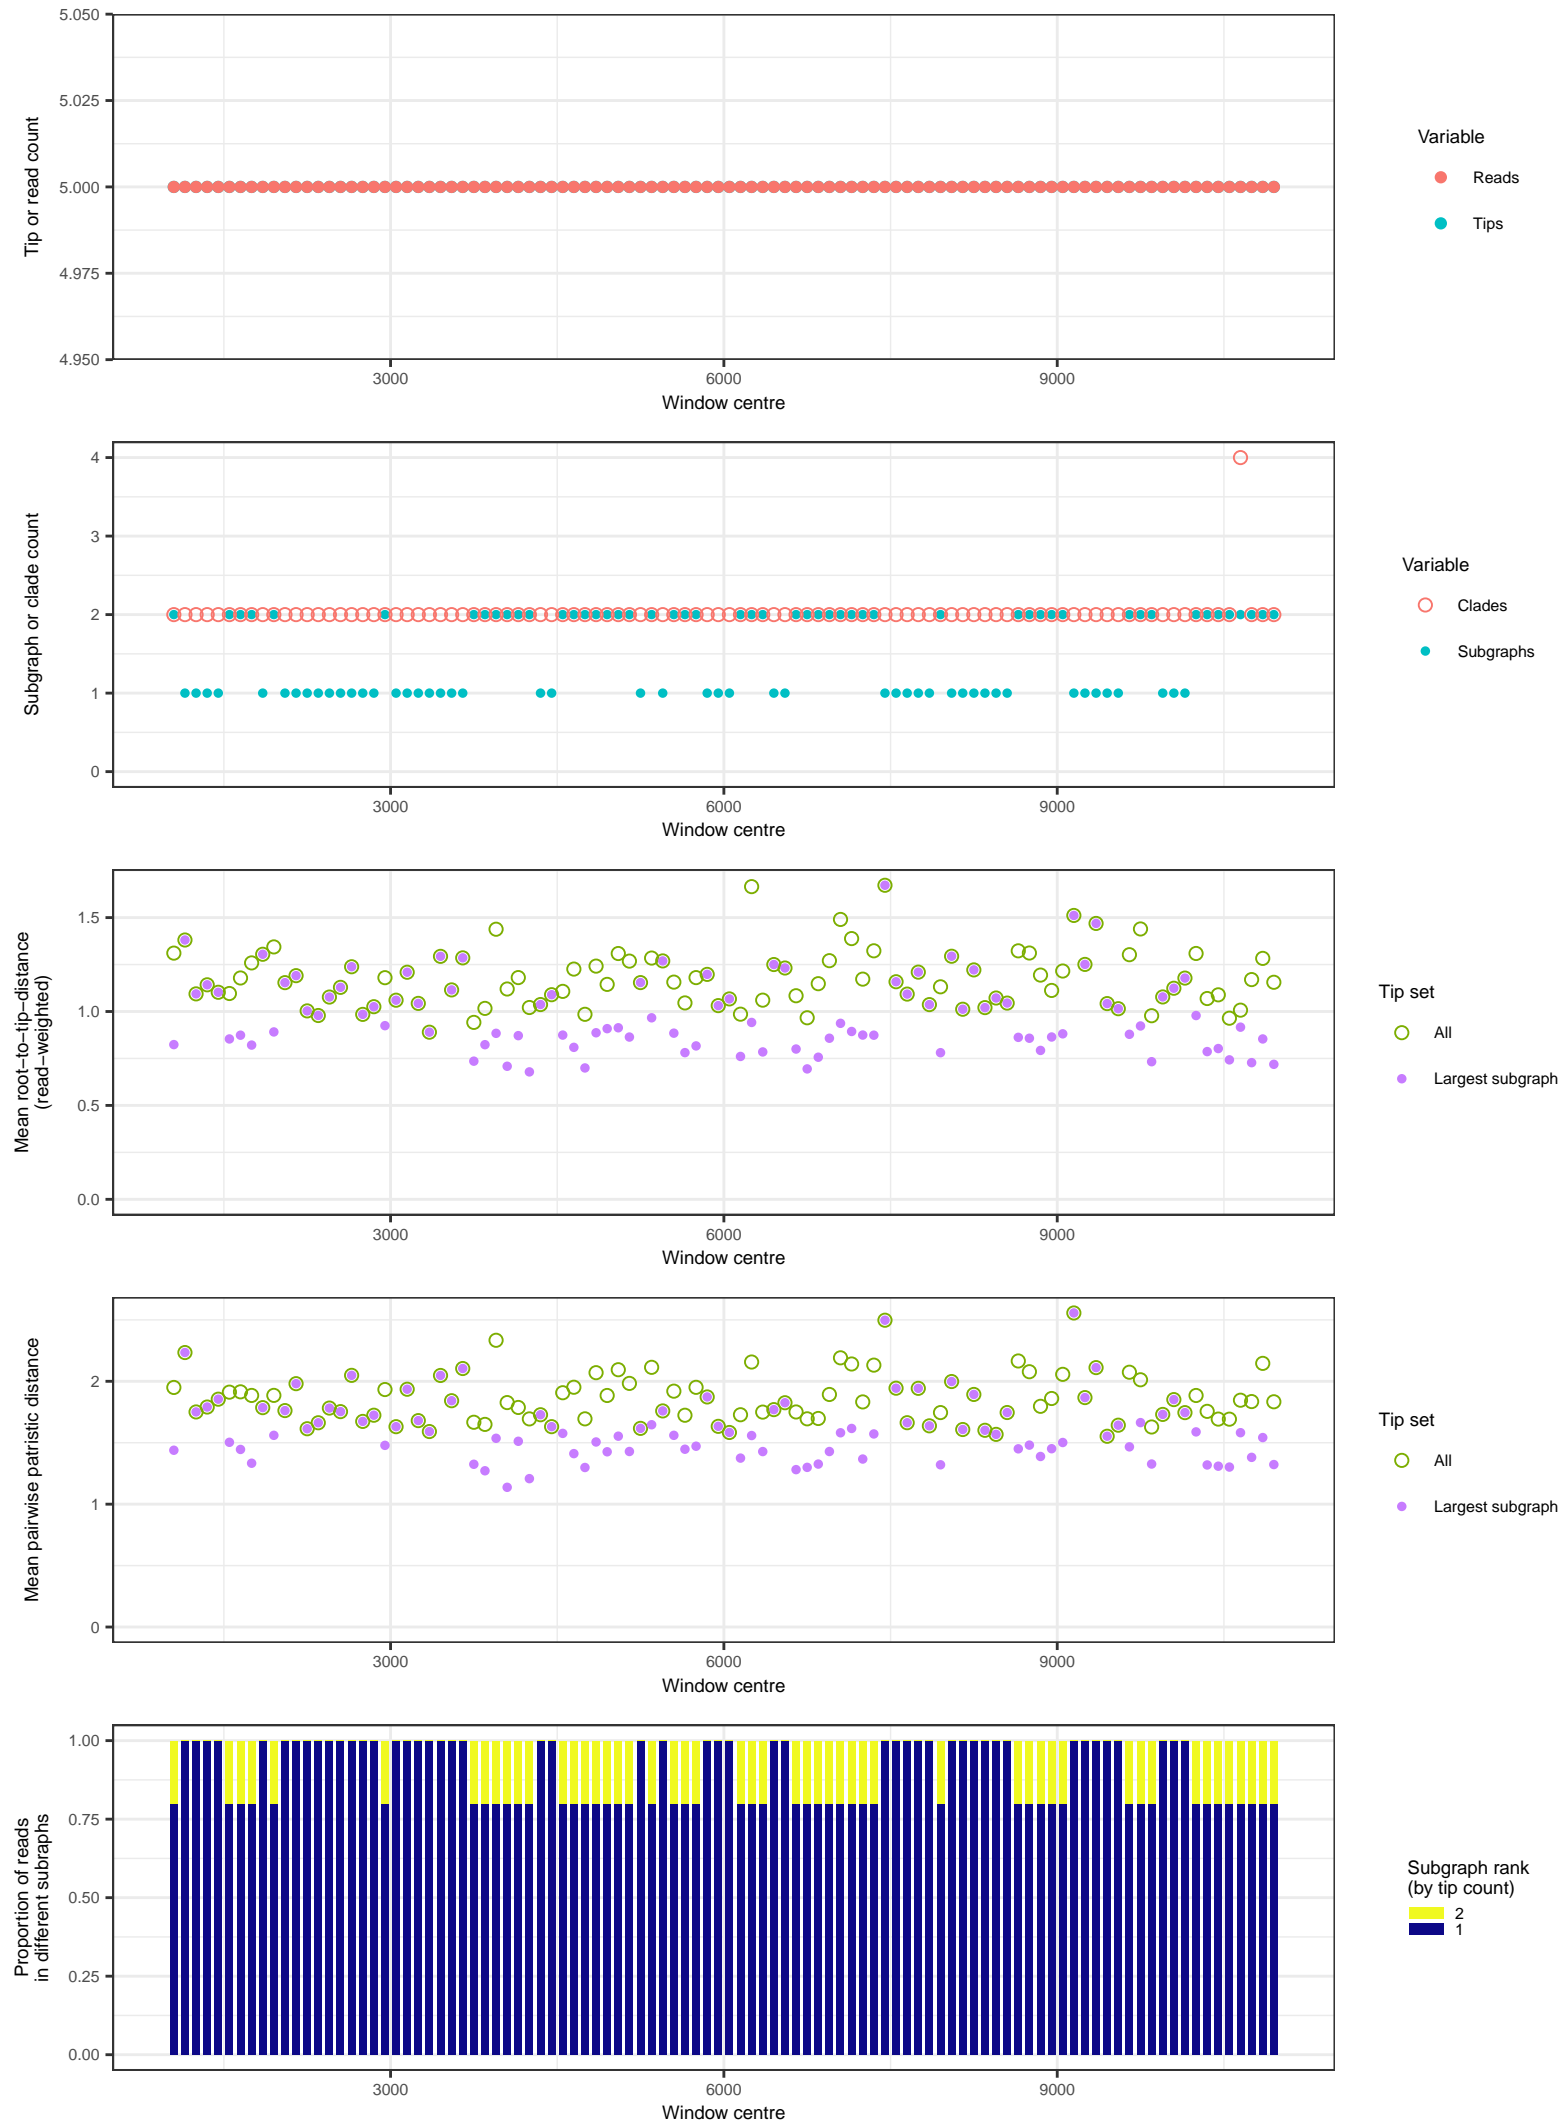 5.050
5.025
5.000
4.975
4.950
Tip or read count
3000 6000 9000
Window centre
Variable
Reads
Tips
4
3
2
1
0
Subgraph or clade count
3000 6000 9000
Window centre
Variable
Clades
Subgraphs
1.5
1.0
0.5
0.0
Mean root−to−tip−distance
(read−weighted)
3000 6000 9000
Window centre
Tip set
All
Largest subgraph
2
1
0
Mean pairwise patristic distance
3000 6000 9000
Window centre
Tip set
All
Largest subgraph
1.00
0.75
0.50
0.25
0.00
Proportion of reads
in different subraphs
3000 6000 9000
Window centre
Subgraph rank
(by tip count)
2
1